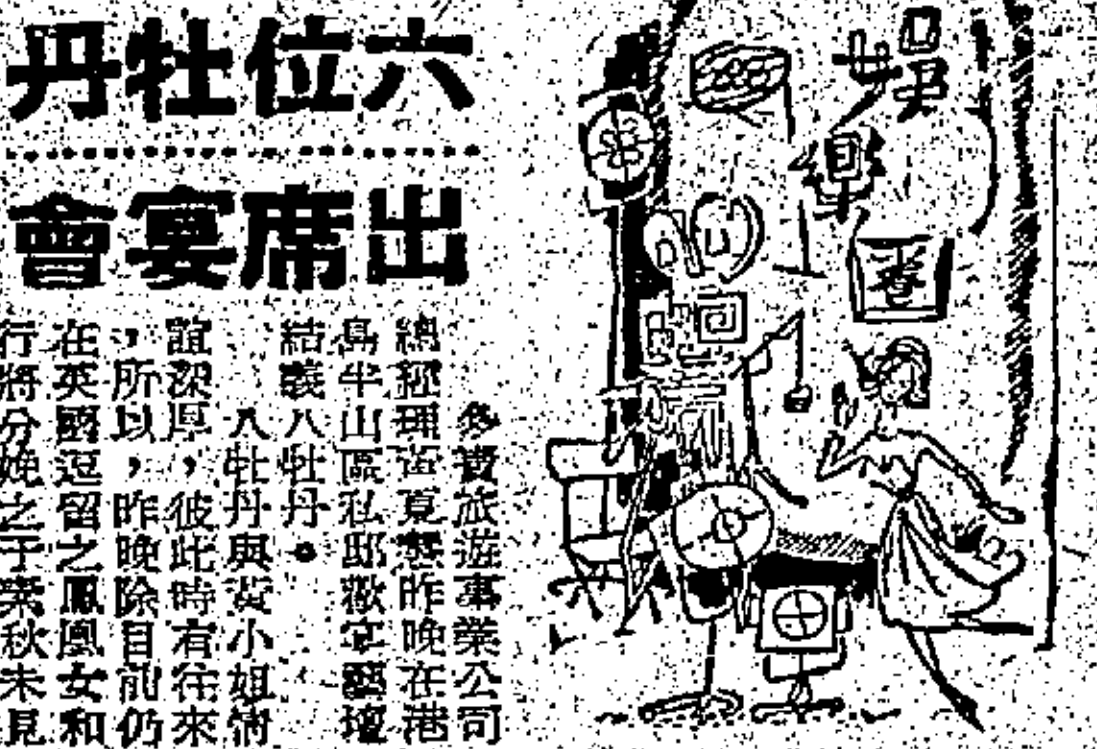 六位牡丹
出席宴會
娛樂圈
多寶旅遊事業公司
總經理黃夏蕙昨晚在港
島半山區私邸歡宴藝壇
結義八牡丹。
八牡丹與黃小姐情
誼深厚，彼此時有往來
，所以，昨晚除目前仍
在英國逗留之鳳凰女和
行將分娩之于素秋未見